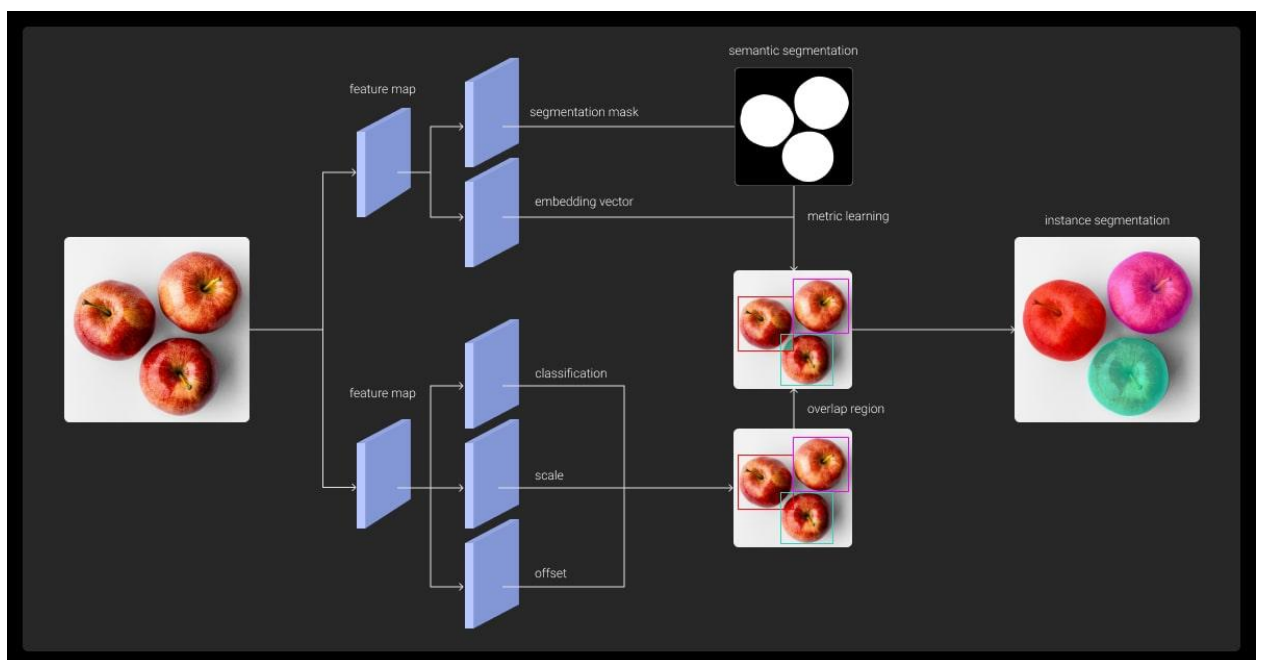 semantic segmentation
feature map
segmentation mask
embedding vector
metric learning
instance segmentation
classification
feature map
overlap region
scale
offset